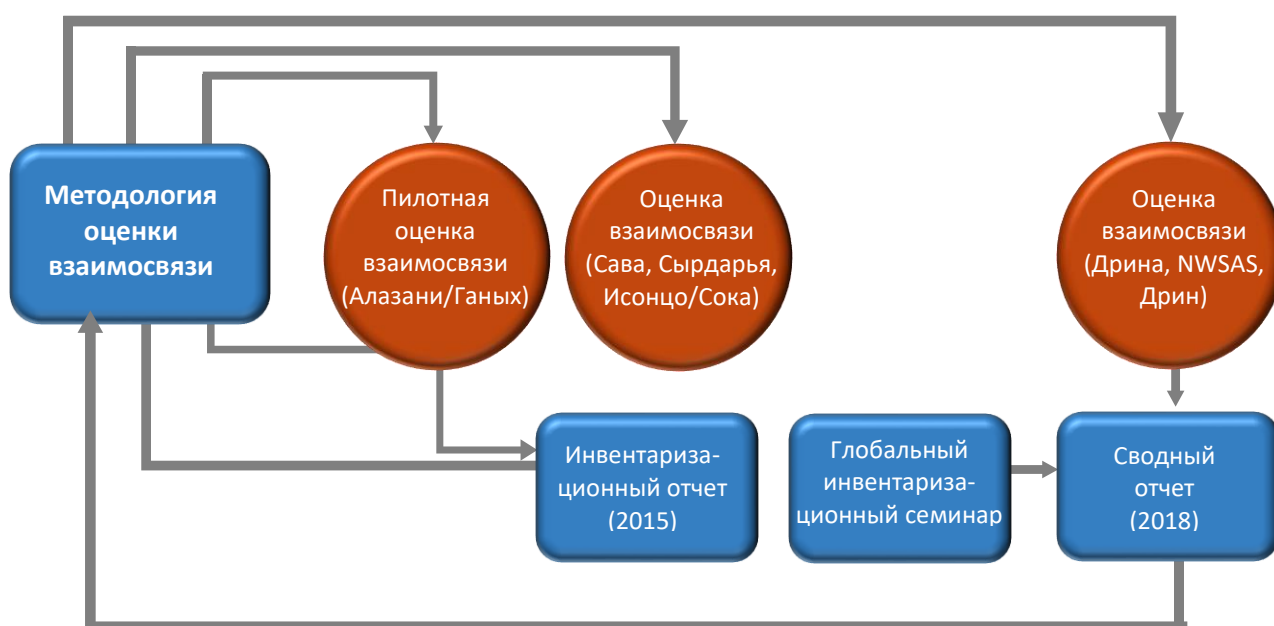 Методология
оценки
взаимосвязи
Пилотная
оценка
взаимосвязи
(Алазани/Ганых)
Оценка
взаимосвязи
(Сава, Сырдарья,
Исонцо/Сока)
Оценка
взаимосвязи
(Дрина, NWSAS,
Дрин)
Инвентариза-
ционный отчет
(2015)
Глобальный
инвентариза-
ционный семинар
Сводный
отчет
(2018)